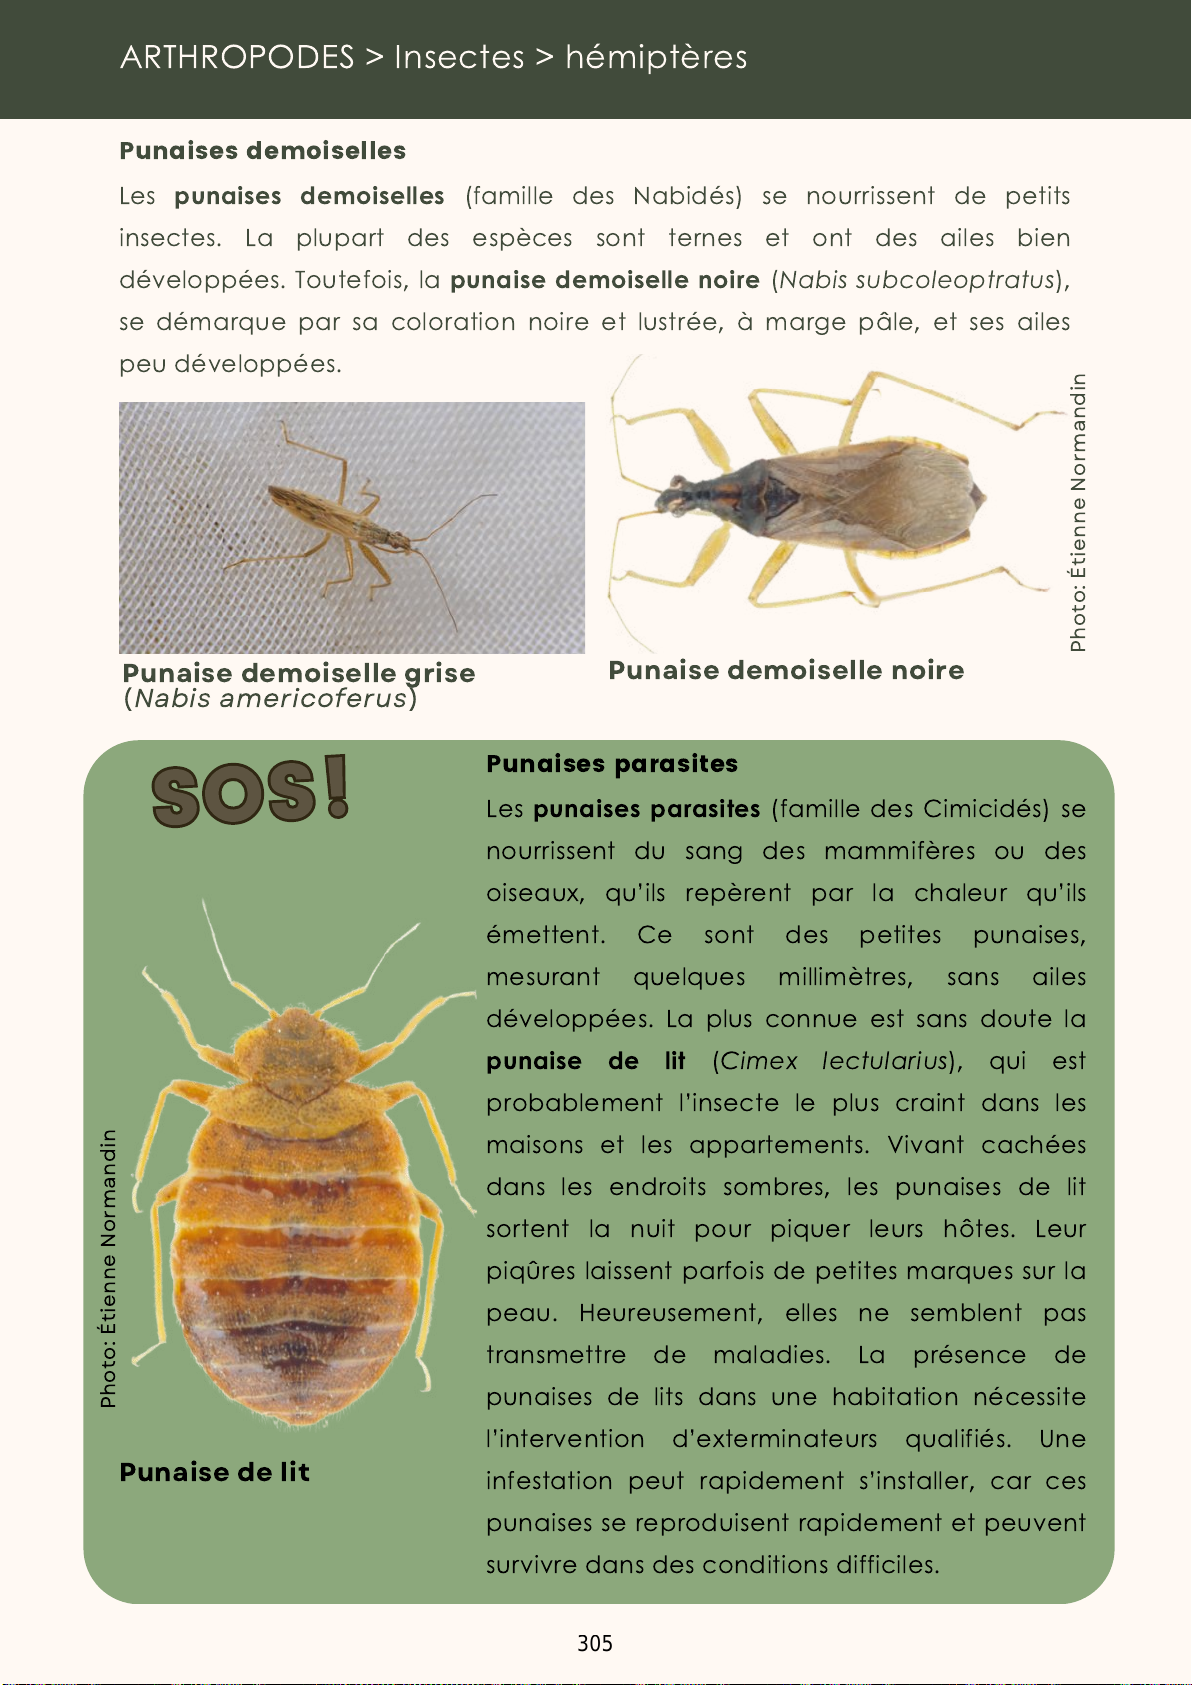 ARTHROPODES > Insectes > hémiptères
Punaises demoiselles
Les punaises demoiselles (famille des Nabidés) se nourrissent de petits
insectes. La plupart des espèces sont ternes et ont des ailes bien
développées. Toutefois, la punaise demoiselle noire (Nabis subcoleoptratus),
se démarque par sa coloration noire et lustrée, à marge pâle, et ses ailes
peu développées.
Photo: Étienne Normandin
Punaise demoiselle grise
(Nabis americoferus)
Punaise demoiselle noire
SOS!
Punaises parasites
Les punaises parasites (famille des Cimicidés) se
nourrissent du sang des mammifères ou des
oiseaux, qu’ils repèrent par la chaleur qu’ils
émettent. Ce sont des petites punaises,
mesurant quelques millimètres, sans ailes
développées. La plus connue est sans doute la
punaise de lit (Cimex lectularius), qui est
probablement l’insecte le plus craint dans les
maisons et les appartements. Vivant cachées
dans les endroits sombres, les punaises de lit
sortent la nuit pour piquer leurs hôtes. Leur
piqûres laissent parfois de petites marques sur la
peau. Heureusement, elles ne semblent pas
transmettre de maladies. La présence de
punaises de lits dans une habitation nécessite
l’intervention d’exterminateurs qualifiés. Une
infestation peut rapidement s’installer, car ces
punaises se reproduisent rapidement et peuvent
survivre dans des conditions difficiles.
Photo: Étienne Normandin
Punaise de lit
305